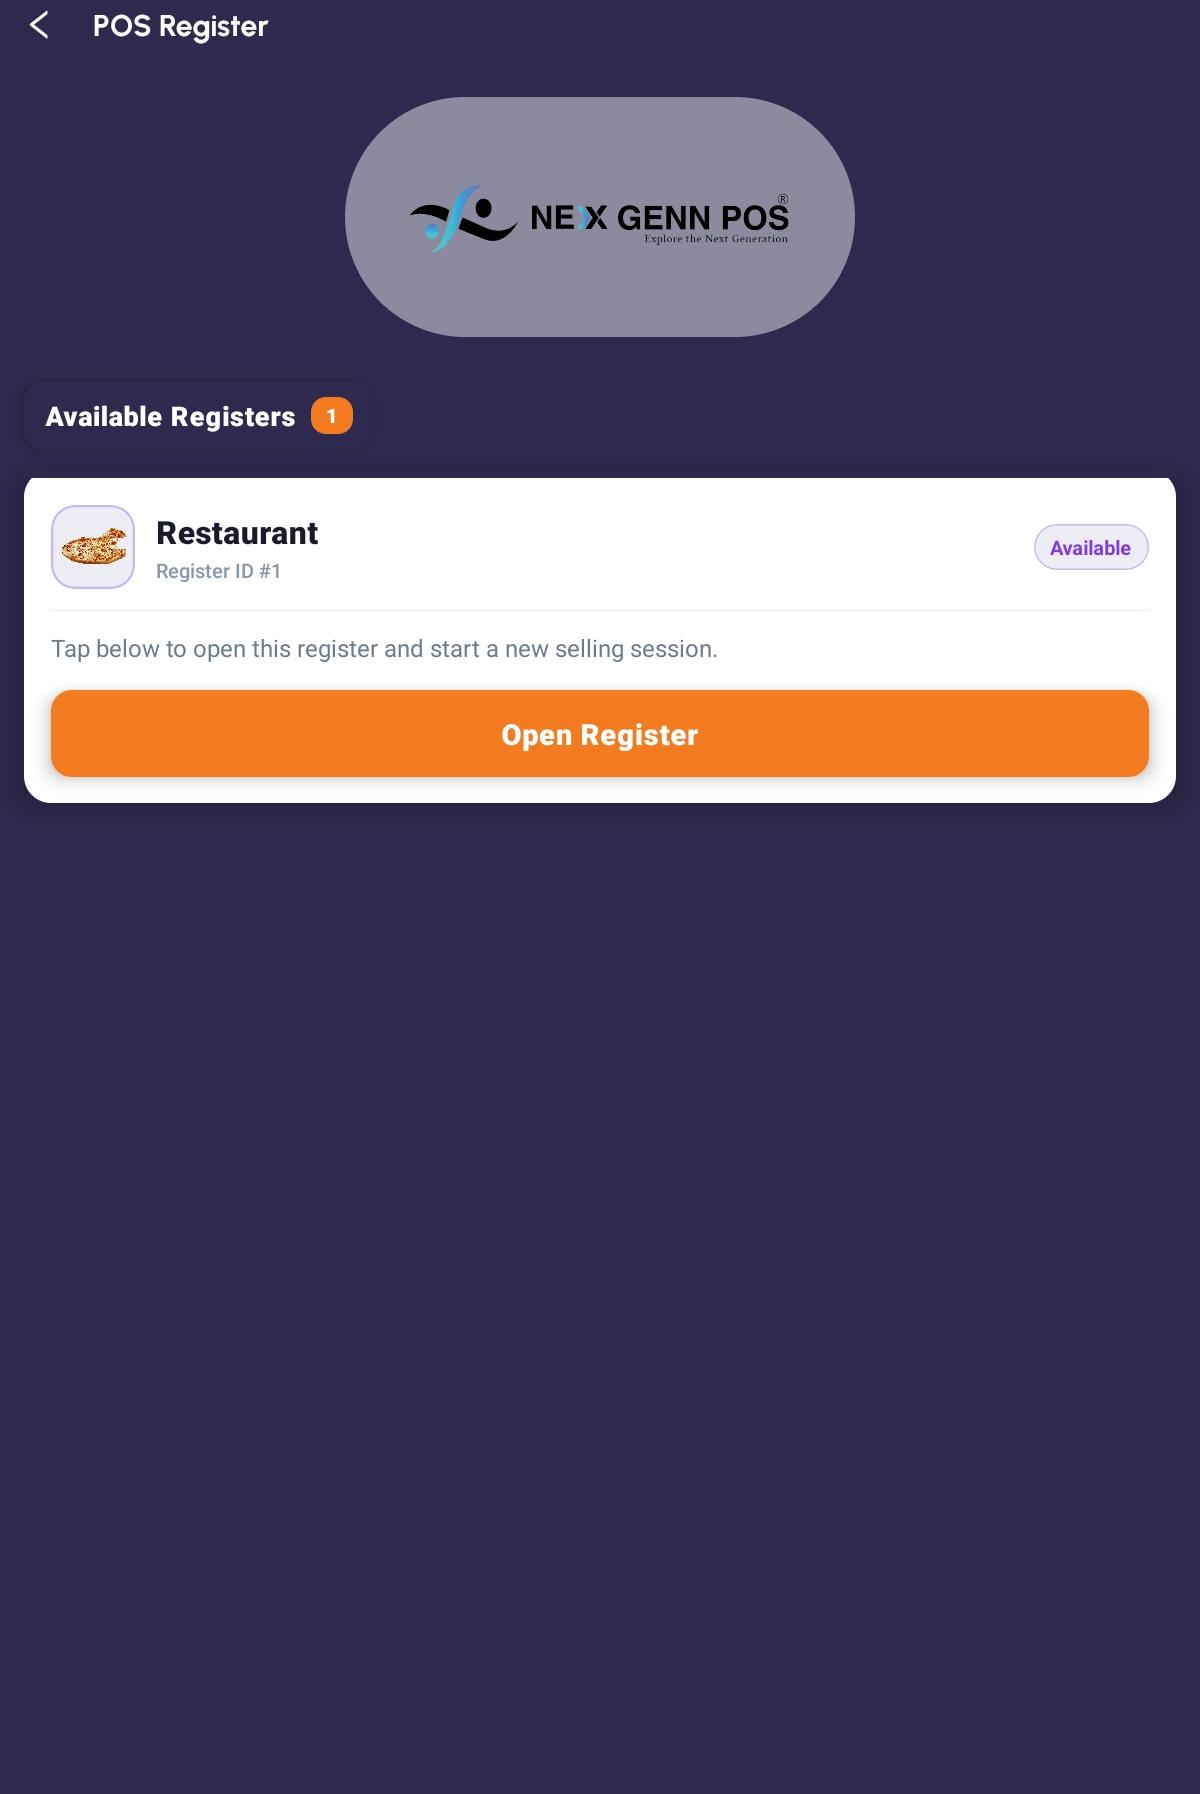 POS Register
NEXX GENN POS®
Explore the Next Generation
Available Registers 1
Restaurant
Register ID #1
Available
Tap below to open this register and start a new selling session.
Open Register